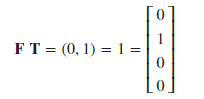 F T = (0, 1) = 1 = [0
1
0
0]